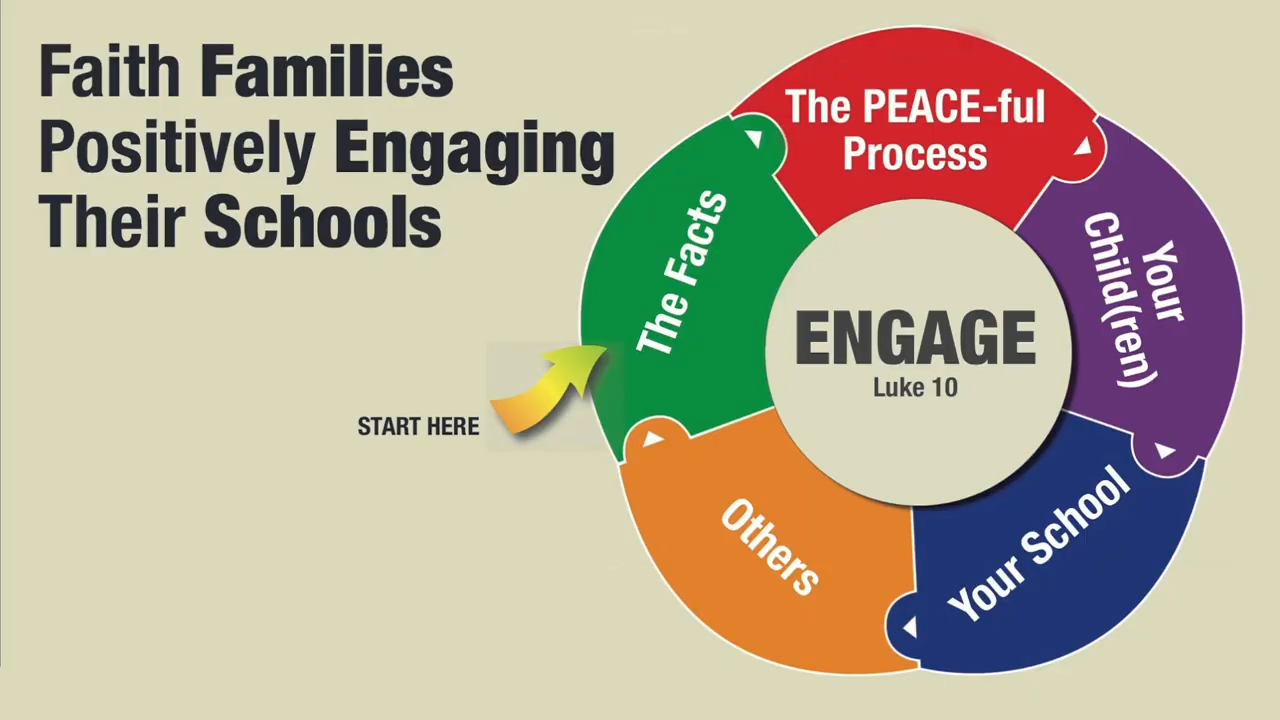 Faith Families
Positively Engaging
Their Schools
START HERE
The Facts
The PEACE-ful
Process
Your
Child(ren)
Your School
Others
ENGAGE
Luke 10